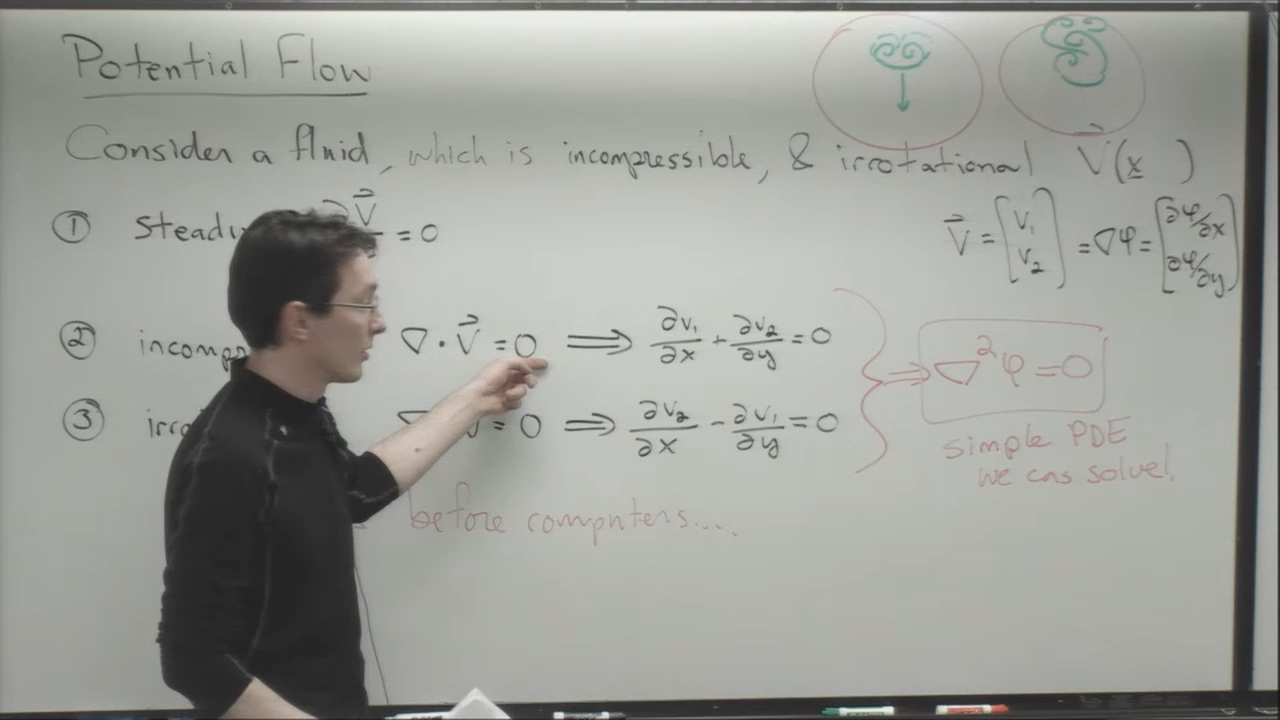 Potential Flow
Consider a fluid, which is incompressible, & irrotational V⃗(x )
① Steady ∂V⃗ = 0
V⃗ = [V₁ V₂] = ∇φ = [∂φ/∂x ∂φ/∂y]
② incomp ∇ · V⃗ = 0 ⟹ ∂v₁/∂x + ∂v₂/∂y = 0
③ irro ∇ V = 0 ⟹ ∂v₂/∂x - ∂v₁/∂y = 0
⟹ ∇²φ = 0
simple PDE
we can solve!
before computers....